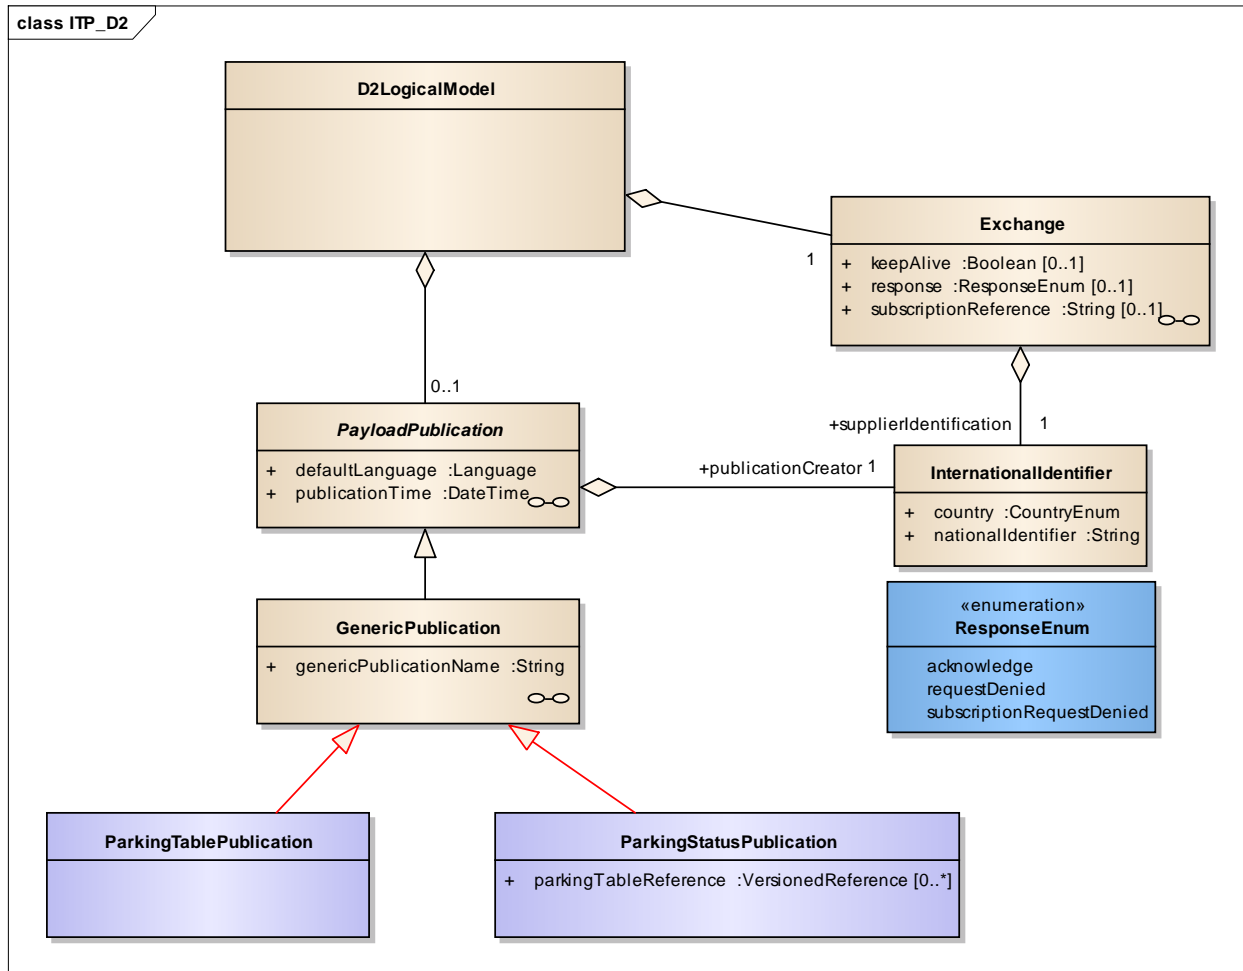 class ITP_D2
D2LogicalModel
Exchange
+ keepAlive :Boolean [0..1]
+ response :ResponseEnum [0..1]
+ subscriptionReference :String [0..1]
1
0..1
PayloadPublication
+ defaultLanguage :Language
+ publicationTime :DateTime
+supplierIdentification 1
+publicationCreator 1
InternationalIdentifier
+ country :CountryEnum
+ nationalIdentifier :String
GenericPublication
+ genericPublicationName :String
«enumeration»
ResponseEnum
acknowledge
requestDenied
subscriptionRequestDenied
ParkingTablePublication
ParkingStatusPublication
+ parkingTableReference :VersionedReference [0..*]